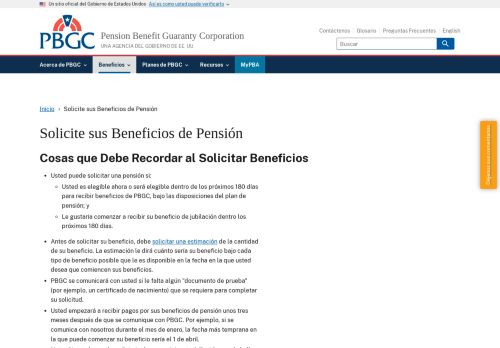 Un sitio oficial del Gobierno de Estados Unidos Así es como usted puede verificarlo
PBGC
Pension Benefit Guaranty Corporation
UNA AGENCIA DEL GOBIERNO DE EE. UU
Contáctenos Glosario Preguntas Frecuentes English
Buscar
Acerca de PBGC Beneficios Planes de PBGC Recursos MyPBA
Inicio › Solicite sus Beneficios de Pensión
Solicite sus Beneficios de Pensión
Cosas que Debe Recordar al Solicitar Beneficios
Usted puede solicitar una pensión si:
Usted es elegible ahora o será elegible dentro de los próximos 180 días
para recibir beneficios de PBGC, bajo las disposiciones del plan de
pensión; y
Le gustaría comenzar a recibir su beneficio de jubilación dentro los
próximos 180 días.
Antes de solicitar su beneficio, debe solicitar una estimación de la cantidad
de su beneficio. La estimación le dirá cuánto sería su beneficio bajo cada
tipo de beneficio posible que le es disponible en la fecha en la que usted
desea que comiencen sus beneficios.
PBGC se comunicará con usted si le falta algún "documento de prueba"
(por ejemplo, un certificado de nacimiento) que se requiera para completar
su solicitud.
Usted empezará a recibir pagos por sus beneficios de pensión unos tres
meses después de que se comunique con PBGC. Por ejemplo, si se
comunica con nosotros durante el mes de enero, la fecha más temprana en
la que puede comenzar su beneficio sería el 1 de abril.